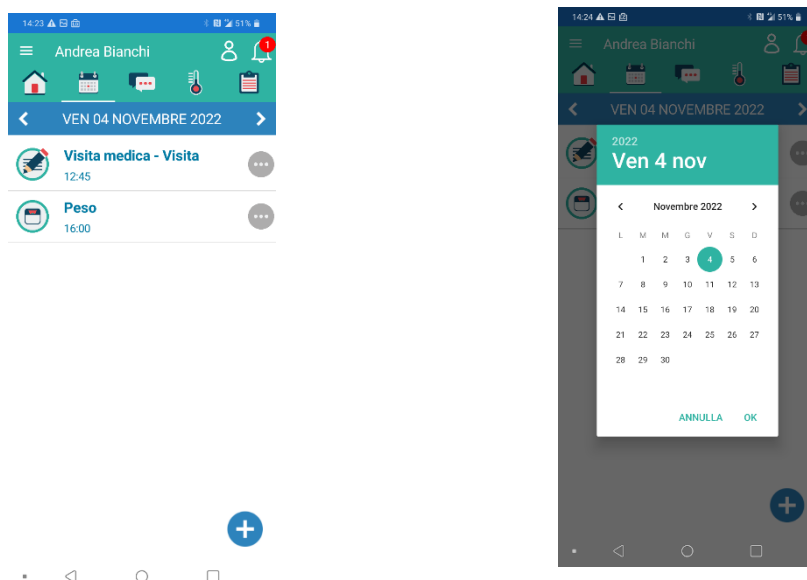 14:23
51%
Andrea Bianchi
1
VEN 04 NOVEMBRE 2022
Visita medica - Visita
12:45
Peso
16:00
14:24
51%
Andrea Bianchi
VEN 04 NOVEMBRE 2022
2022
Ven 4 nov
Novembre 2022
L M M G V S D
1 2 3 4 5 6
7 8 9 10 11 12 13
14 15 16 17 18 19 20
21 22 23 24 25 26 27
28 29 30
ANNULLA OK